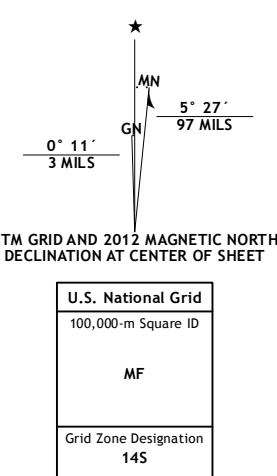 MN
GN
5° 27´
97 MILS
0° 11´
3 MILS
TM GRID AND 2012 MAGNETIC NORTH
DECLINATION AT CENTER OF SHEET
U.S. National Grid
100,000-m Square ID
MF
Grid Zone Designation
14S